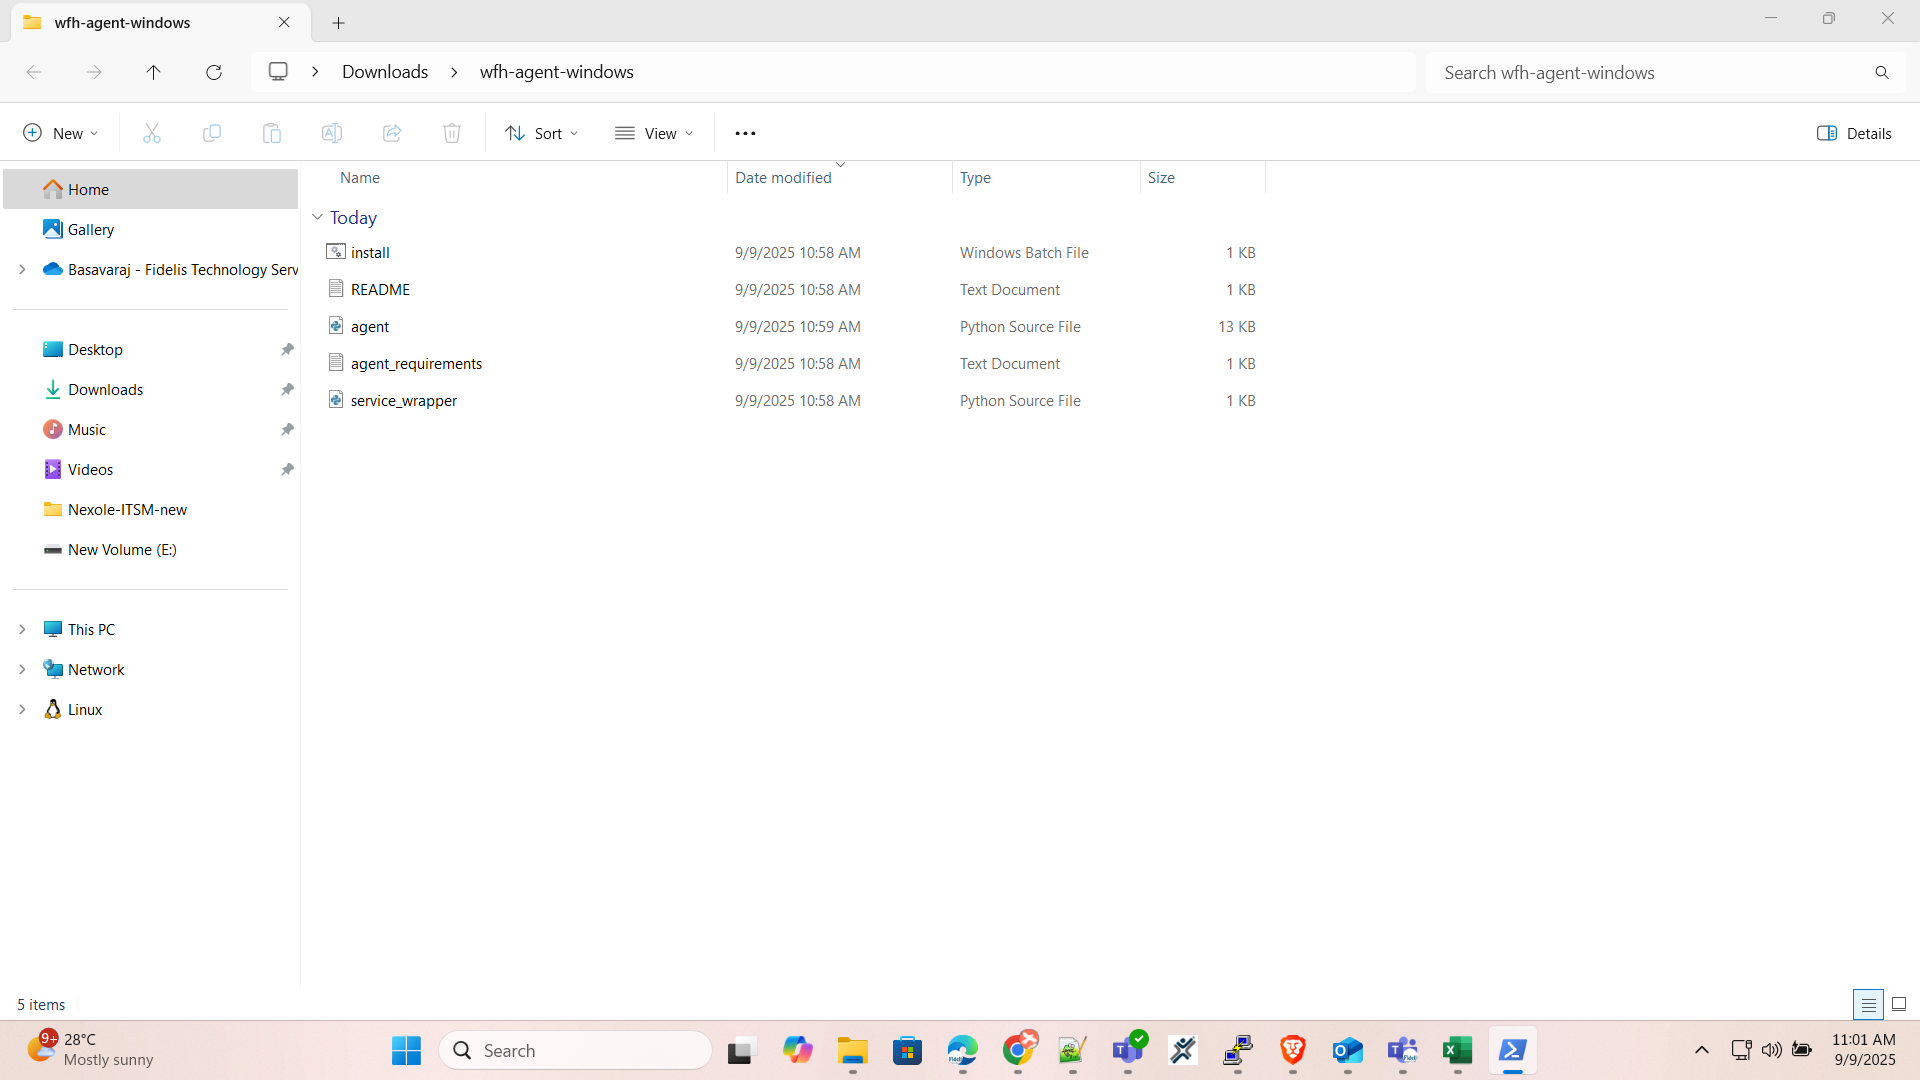 wfh-agent-windows
Downloads
wfh-agent-windows
Search wfh-agent-windows
New
Sort
View
Details
Name
Date modified
Type
Size
Home
Gallery
Basavaraj - Fidelis Technology Serv
Desktop
Downloads
Music
Videos
Nexole-ITSM-new
New Volume (E:)
This PC
Network
Linux
Today
install 9/9/2025 10:58 AM Windows Batch File 1 KB
README 9/9/2025 10:58 AM Text Document 1 KB
agent 9/9/2025 10:59 AM Python Source File 13 KB
agent_requirements 9/9/2025 10:58 AM Text Document 1 KB
service_wrapper 9/9/2025 10:58 AM Python Source File 1 KB
5 items
9+
28°C
Mostly sunny
Search
11:01 AM
9/9/2025